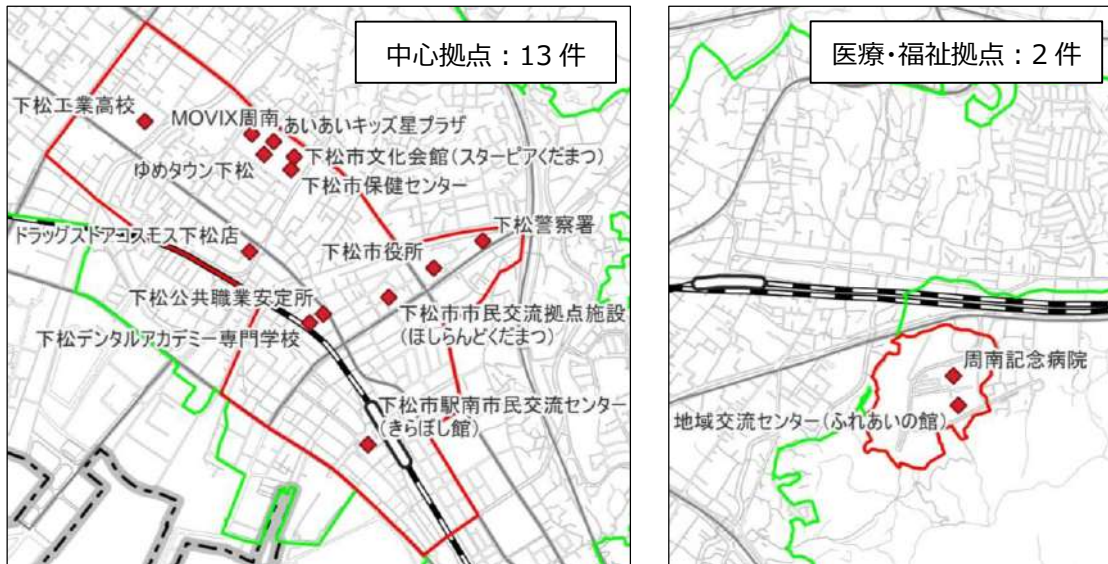 中心拠点：13 件
下松工業高校
MOVIX周南
あいあいキッズ星プラザ
ゆめタウン下松
下松市文化会館(スターピアくだまつ)
下松市保健センター
下松警察署
ドラッグストアコスモス下松店
下松市役所
下松公共職業安定所
下松市市民交流拠点施設
(ほしらんどくだまつ)
下松デンタルアカデミー専門学校
下松市駅南市民交流センター
(きらぼし館)
医療・福祉拠点：2 件
周南記念病院
地域交流センター(ふれあいの館)